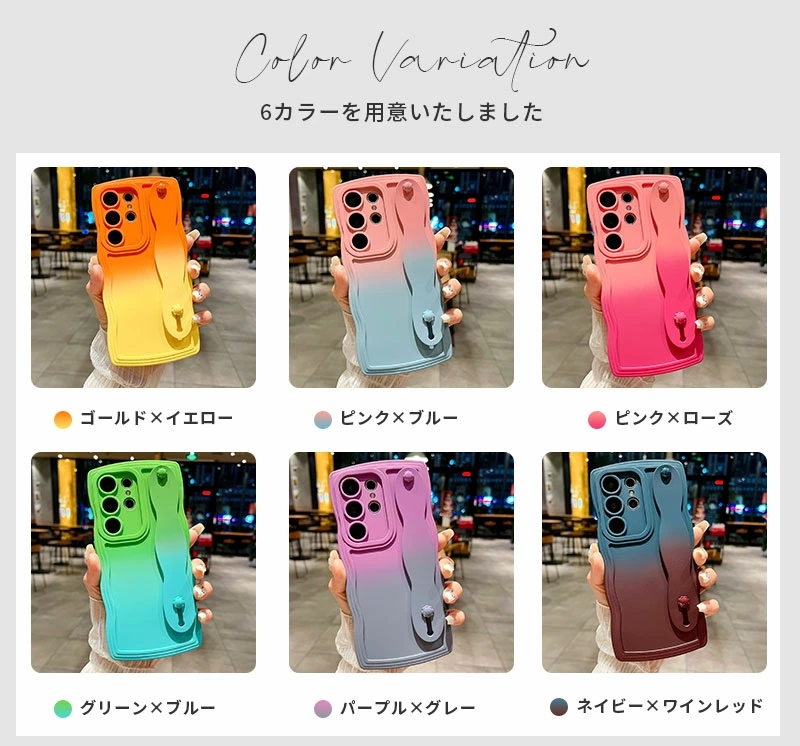 Color Variation
6カラーを用意いたしました
ゴールド×イエロー
ピンク×ブルー
ピンク×ローズ
グリーン×ブルー
パープル×グレー
ネイビー×ワインレッド